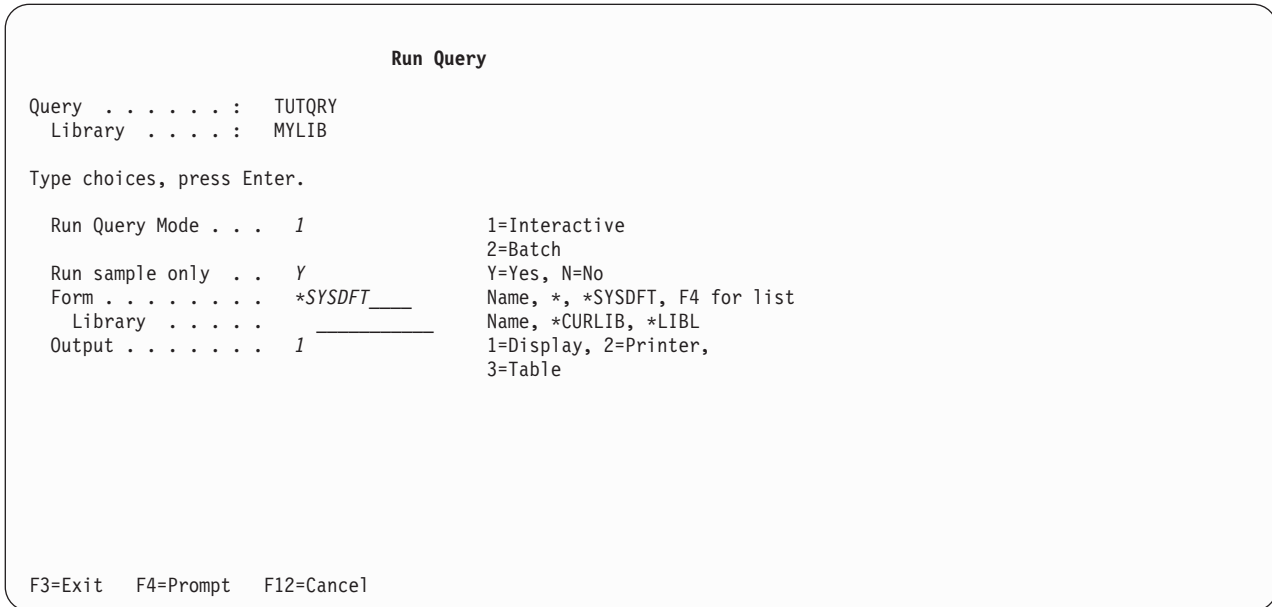 Run Query
Query . . . . . . : TUTQRY
Library . . . . : MYLIB
Type choices, press Enter.
Run Query Mode . . . 1 1=Interactive
2=Batch
Run sample only . . Y Y=Yes, N=No
Form . . . . . . . . *SYSDFT____ Name, *, *SYSDFT, F4 for list
Library . . . . . ___________ Name, *CURLIB, *LIBL
Output . . . . . . . 1 1=Display, 2=Printer,
3=Table
F3=Exit F4=Prompt F12=Cancel